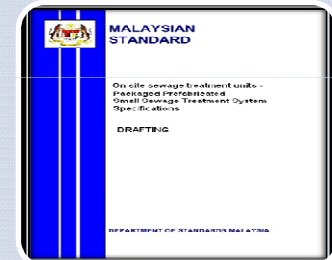 MALAYSIAN
STANDARD
On site sewage treatment units -
Packaged Prefabricated
Small Sewage Treatment System
Specifications
DRAFTING
DEPARTMENT OF STANDARDS MALAYSIA